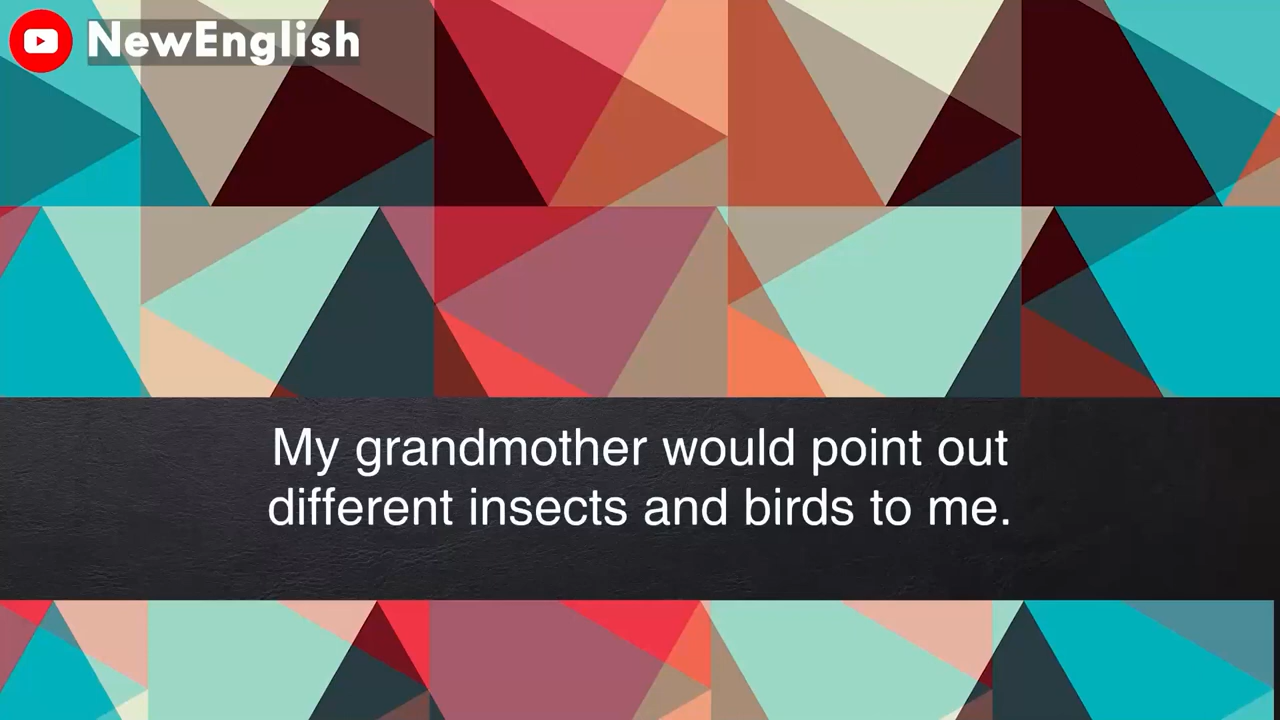 NewEnglish
My grandmother would point out
different insects and birds to me.